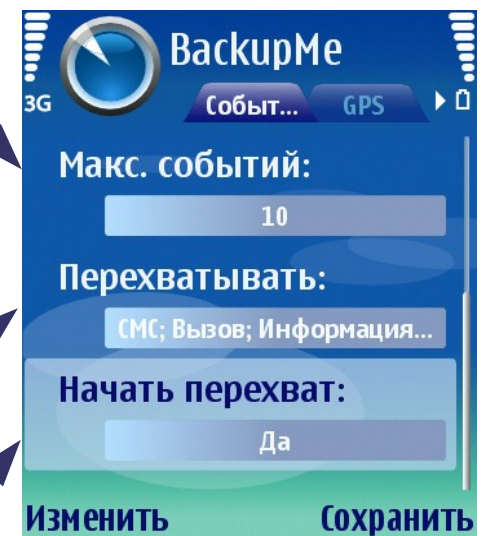 BackupMe
3G
Событ... GPS
Макс. событий:
10
Перехватывать:
СМС; Вызов; Информация...
Начать перехват:
Да
Изменить Сохранить